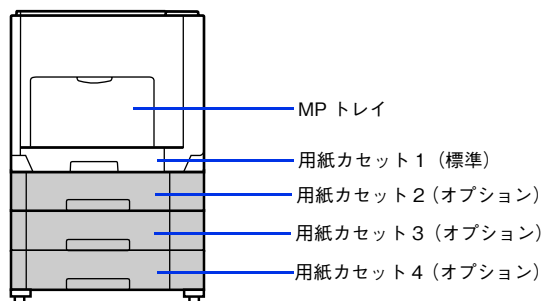 MP トレイ
用紙カセット1（標準）
用紙カセット2（オプション）
用紙カセット3（オプション）
用紙カセット4（オプション）